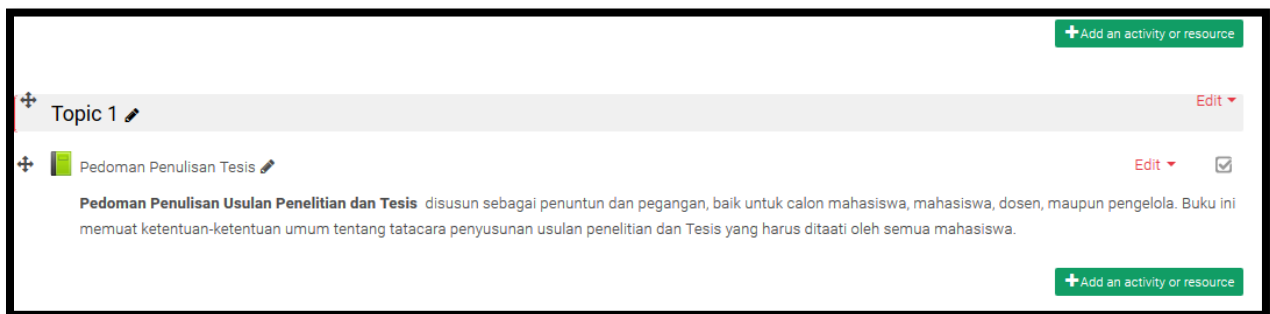 Add an activity or resource
Topic 1
Edit
Pedoman Penulisan Tesis
Edit
Pedoman Penulisan Usulan Penelitian dan Tesis disusun sebagai penuntun dan pegangan, baik untuk calon mahasiswa, mahasiswa, dosen, maupun pengelola. Buku ini
memuat ketentuan-ketentuan umum tentang tatacara penyusunan usulan penelitian dan Tesis yang harus ditaati oleh semua mahasiswa.
Add an activity or resource